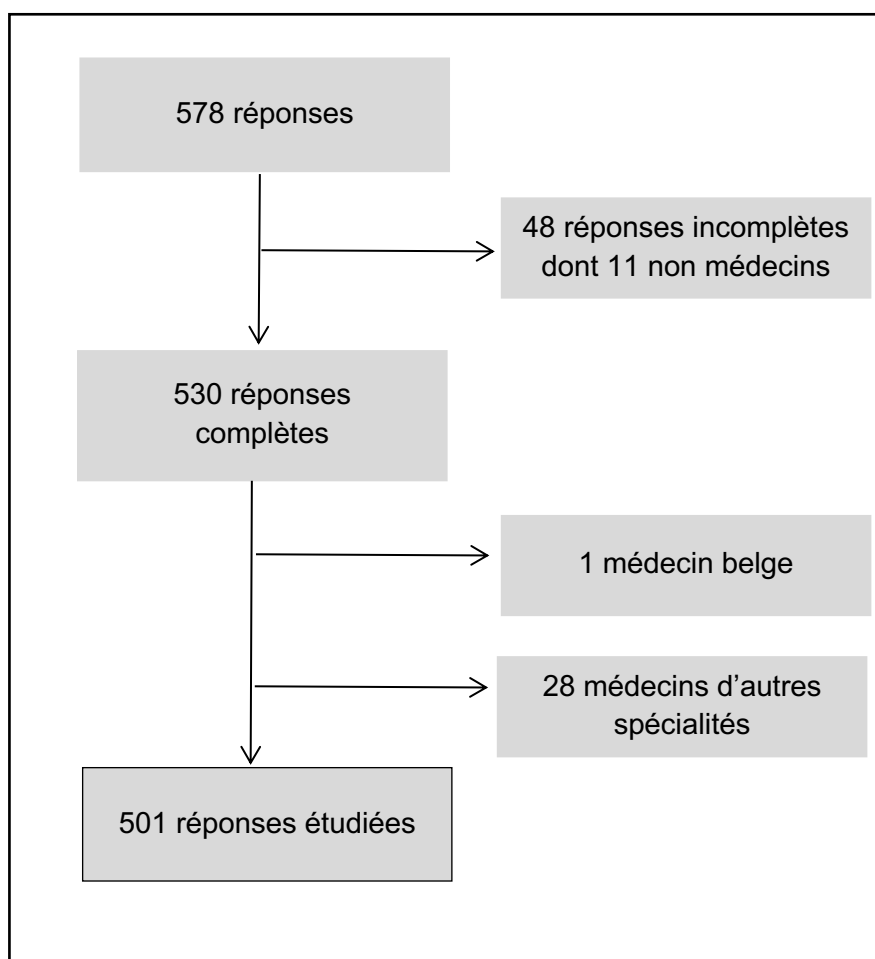 578 réponses
48 réponses incomplètes
dont 11 non médecins
530 réponses
complètes
1 médecin belge
28 médecins d’autres
spécialités
501 réponses étudiées